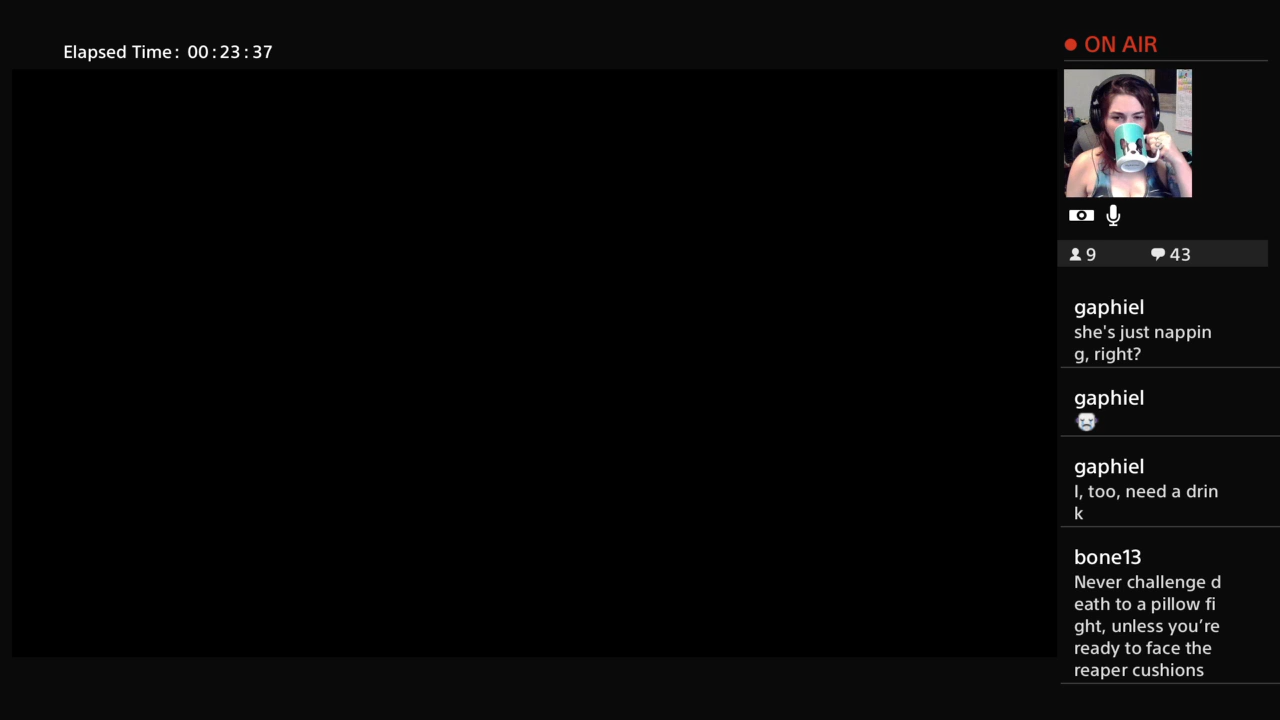 Elapsed Time: 00:23:37
ON AIR
9 43
gaphiel
she's just nappin
g, right?
gaphiel
gaphiel
I, too, need a drin
k
bone13
Never challenge d
eath to a pillow fi
ght, unless you're
ready to face the
reaper cushions